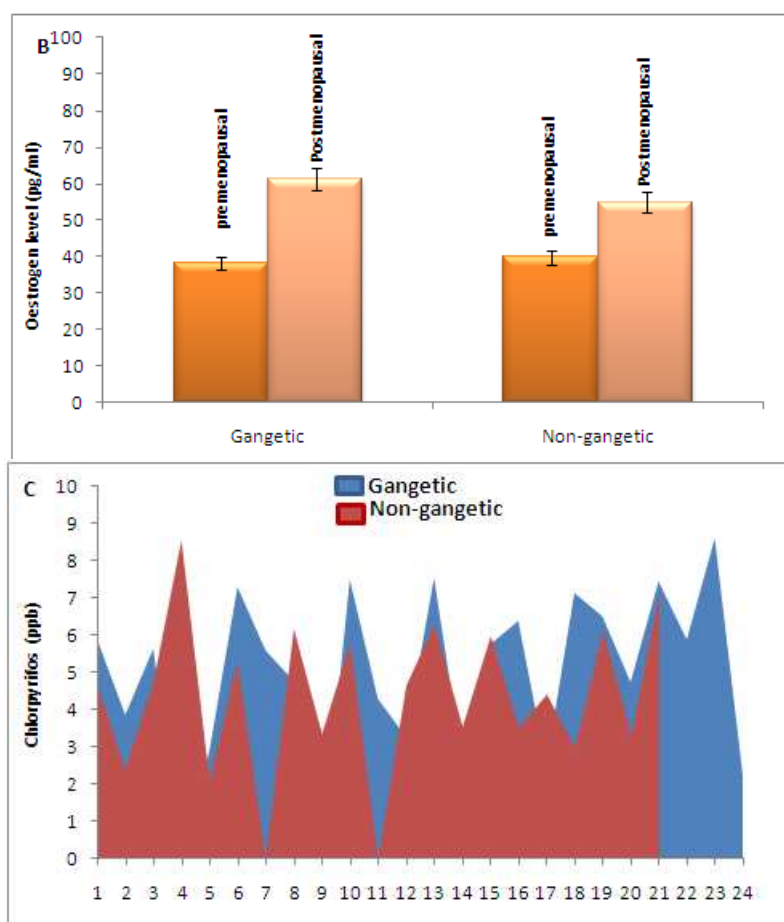 B
100
90
80
70
60
50
40
30
20
10
0
Oestrogen level (pg/ml)
premenopausal
Postmenopausal
premenopausal
Postmenopausal
Gangetic
Non-gangetic
C
Gangetic
Non-gangetic
10
9
8
7
6
5
4
3
2
1
0
Chlorpyrifos (ppb)
1 2 3 4 5 6 7 8 9 10 11 12 13 14 15 16 17 18 19 20 21 22 23 24